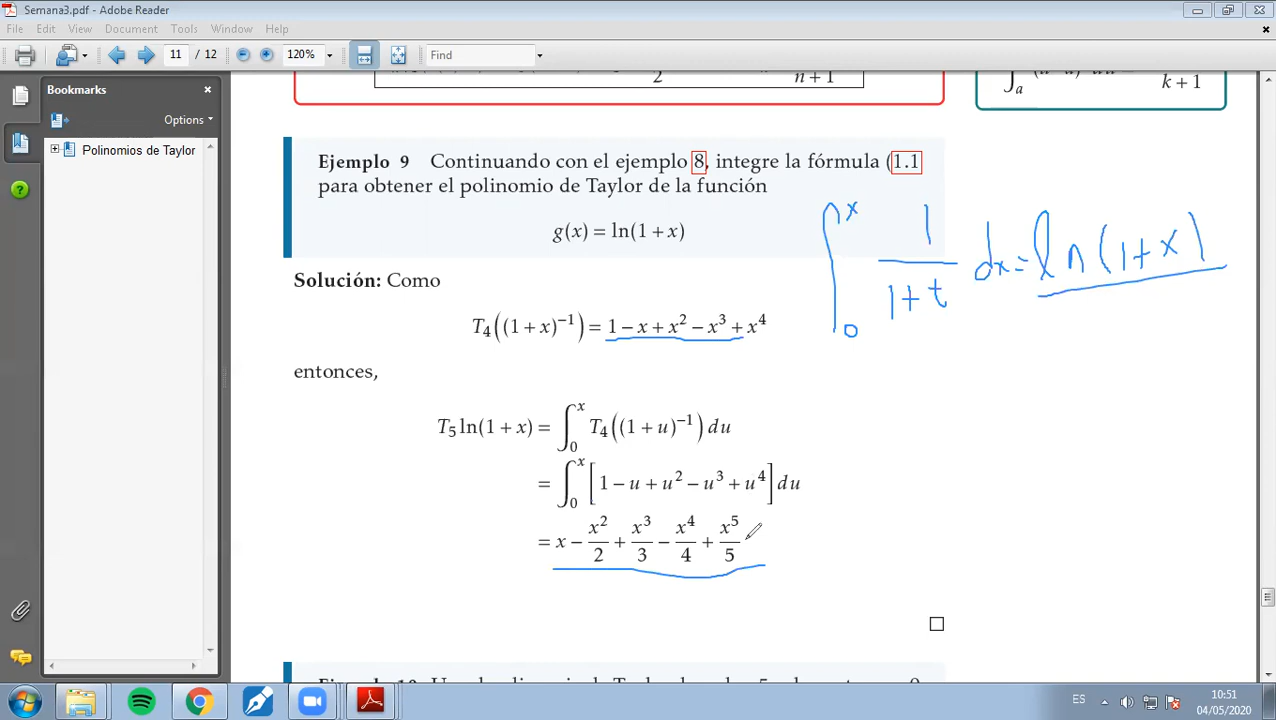 Semana3.pdf - Adobe Reader
File Edit View Document Tools Window Help
11 / 12 120% Find
Bookmarks
Options
Polinomios de Taylor
2 n + 1
∫a k + 1
Ejemplo 9 Continuando con el ejemplo 8, integre la fórmula (1.1
para obtener el polinomio de Taylor de la función
g(x) = ln(1 + x)
∫₀ˣ 1/(1+t) dx = ln(1+x)
Solución: Como
T₄((1 + x)⁻¹) = 1 − x + x² − x³ + x⁴
entonces,
T₅ ln(1 + x) = ∫₀ˣ T₄((1 + u)⁻¹) du
= ∫₀ˣ [1 − u + u² − u³ + u⁴] du
= x − x²/2 + x³/3 − x⁴/4 + x⁵/5
ES 10:51
04/05/2020